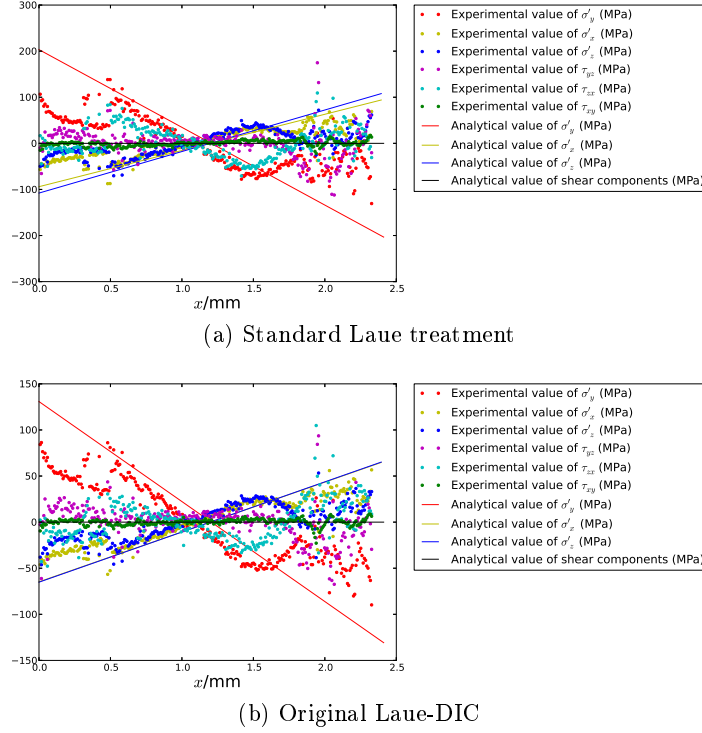 300
200
100
0
−100
−200
−300
0.0 0.5 1.0 1.5 2.0 2.5
x/mm
Experimental value of σ′y (MPa)
Experimental value of σ′x (MPa)
Experimental value of σ′z (MPa)
Experimental value of τyz (MPa)
Experimental value of τzx (MPa)
Experimental value of τxy (MPa)
Analytical value of σ′y (MPa)
Analytical value of σ′x (MPa)
Analytical value of σ′z (MPa)
Analytical value of shear components (MPa)
(a) Standard Laue treatment
150
100
50
0
−50
−100
−150
0.0 0.5 1.0 1.5 2.0 2.5
x/mm
Experimental value of σ′y (MPa)
Experimental value of σ′x (MPa)
Experimental value of σ′z (MPa)
Experimental value of τyz (MPa)
Experimental value of τzx (MPa)
Experimental value of τxy (MPa)
Analytical value of σ′y (MPa)
Analytical value of σ′x (MPa)
Analytical value of σ′z (MPa)
Analytical value of shear components (MPa)
(b) Original Laue-DIC